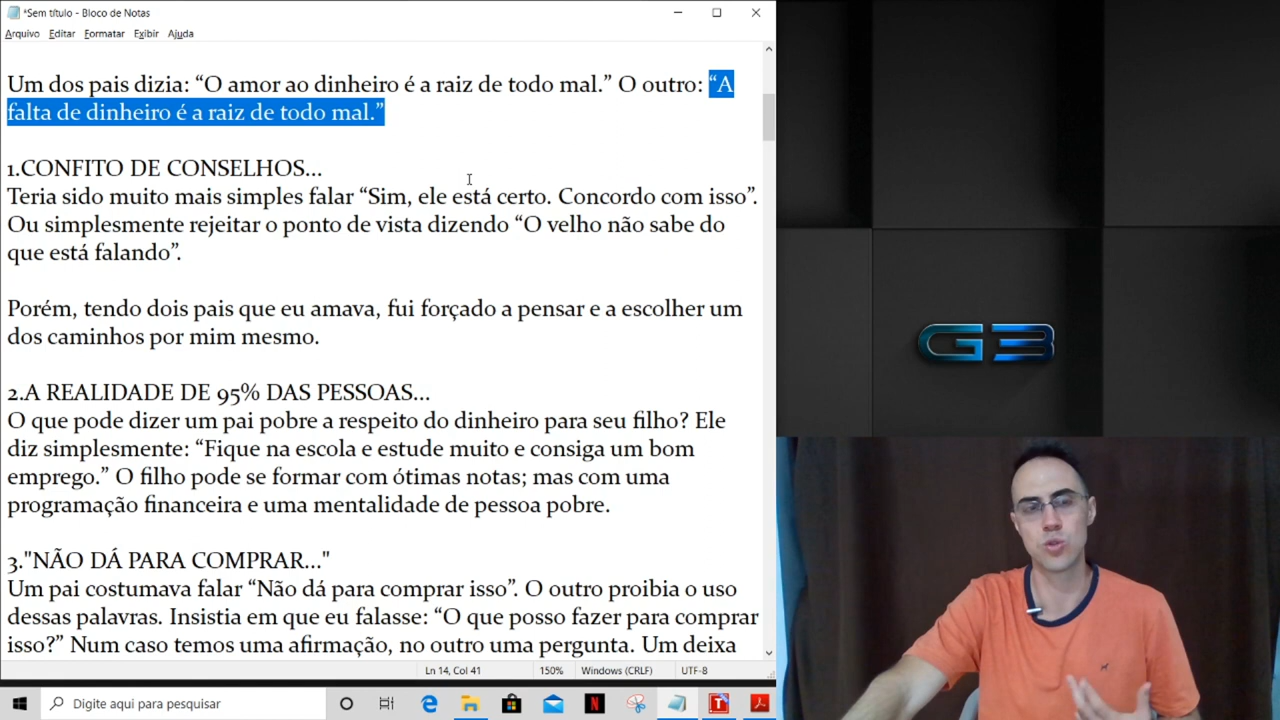 *Sem título - Bloco de Notas
Arquivo Editar Formatar Exibir Ajuda
Um dos pais dizia: “O amor ao dinheiro é a raiz de todo mal.” O outro: “A
falta de dinheiro é a raiz de todo mal.”
1.CONFITO DE CONSELHOS...
Teria sido muito mais simples falar “Sim, ele está certo. Concordo com isso”.
Ou simplesmente rejeitar o ponto de vista dizendo “O velho não sabe do
que está falando”.
Porém, tendo dois pais que eu amava, fui forçado a pensar e a escolher um
dos caminhos por mim mesmo.
2.A REALIDADE DE 95% DAS PESSOAS...
O que pode dizer um pai pobre a respeito do dinheiro para seu filho? Ele
diz simplesmente: “Fique na escola e estude muito e consiga um bom
emprego.” O filho pode se formar com ótimas notas; mas com uma
programação financeira e uma mentalidade de pessoa pobre.
3."NÃO DÁ PARA COMPRAR..."
Um pai costumava falar “Não dá para comprar isso”. O outro proibia o uso
dessas palavras. Insistia em que eu falasse: “O que posso fazer para comprar
isso?” Num caso temos uma afirmação, no outro uma pergunta. Um deixa
Ln 14, Col 41 150% Windows (CRLF) UTF-8
Digite aqui para pesquisar
N
T
G3